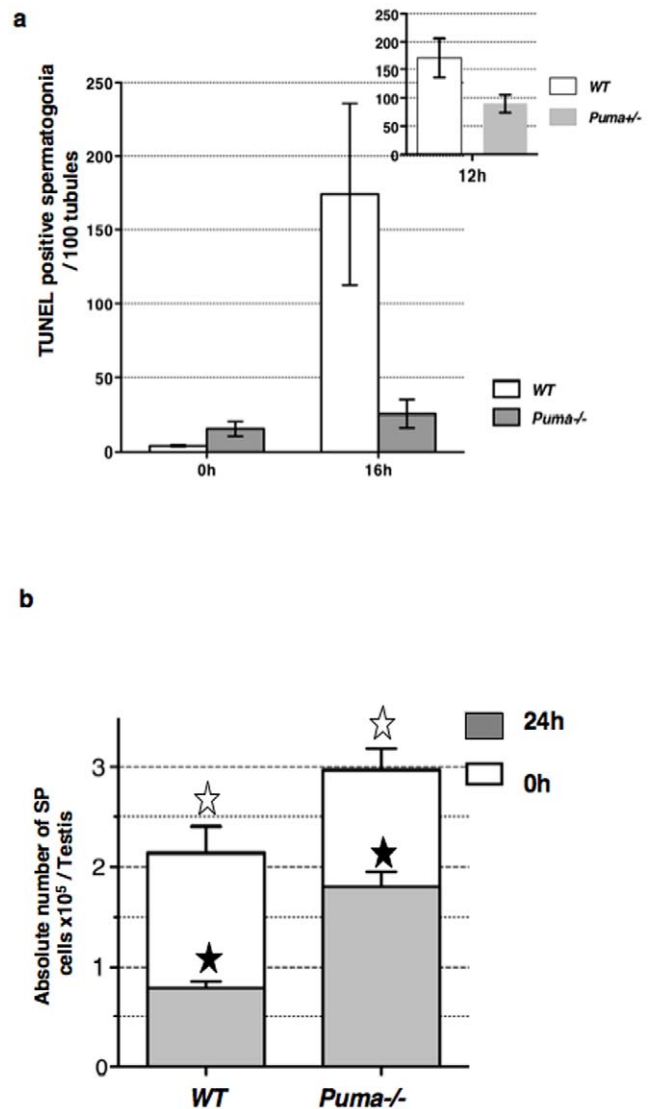 a
TUNEL positive spermatogonia
/ 100 tubules
250
200
150
100
50
0
0h
16h
250
200
150
100
50
0
12h
WT
Puma+/-
WT
Puma-/-
b
Absolute number of SP
cells x10⁵ / Testis
3
2
1
0
WT
Puma-/-
24h
0h